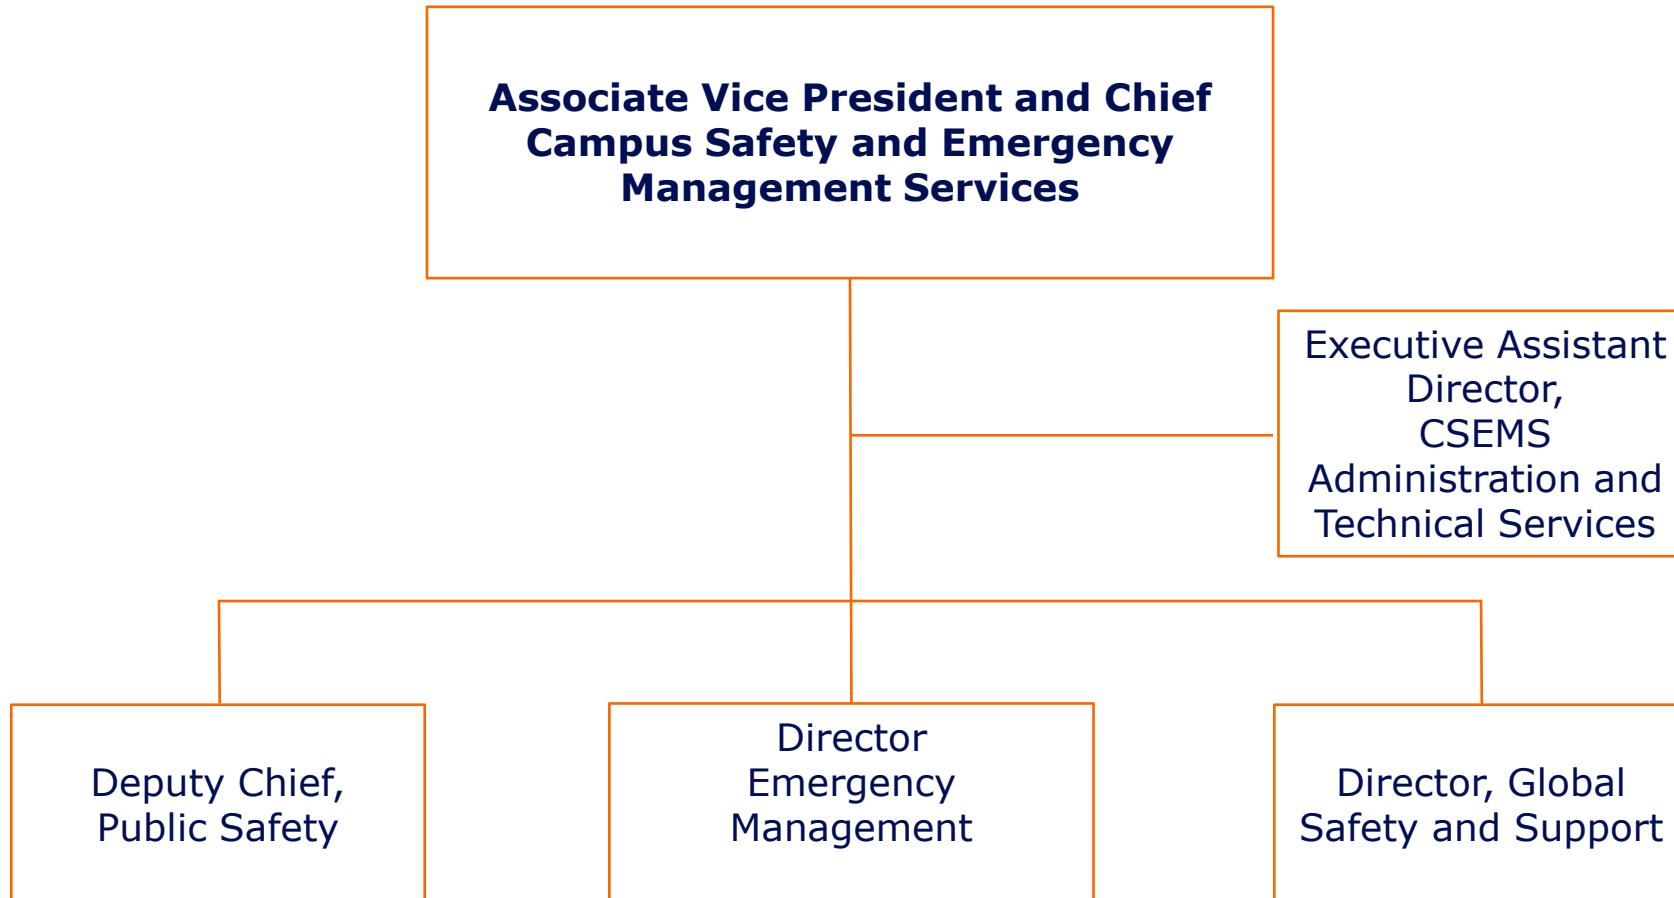 Associate Vice President and Chief
Campus Safety and Emergency
Management Services
Executive Assistant
Director,
CSEMS
Administration and
Technical Services
Deputy Chief,
Public Safety
Director
Emergency
Management
Director, Global
Safety and Support